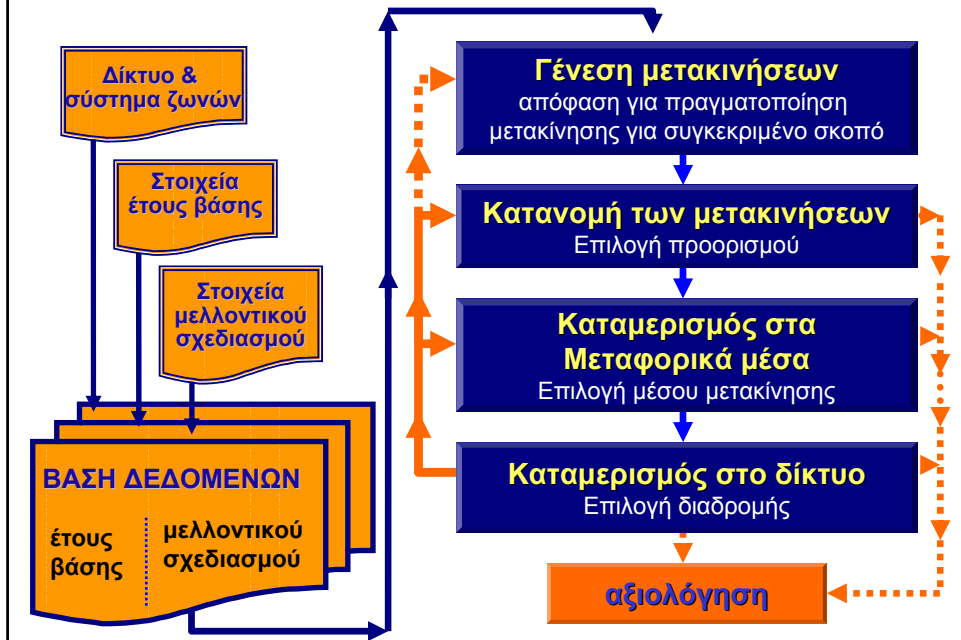 Δίκτυο &
σύστημα ζωνών
Στοιχεία
έτους βάσης
Στοιχεία
μελλοντικού
σχεδιασμού
ΒΑΣΗ ΔΕΔΟΜΕΝΩΝ
έτους
βάσης
μελλοντικού
σχεδιασμού
Γένεση μετακινήσεων
απόφαση για πραγματοποίηση
μετακίνησης για συγκεκριμένο σκοπό
Κατανομή των μετακινήσεων
Επιλογή προορισμού
Καταμερισμός στα
Μεταφορικά μέσα
Επιλογή μέσου μετακίνησης
Καταμερισμός στο δίκτυο
Επιλογή διαδρομής
αξιολόγηση